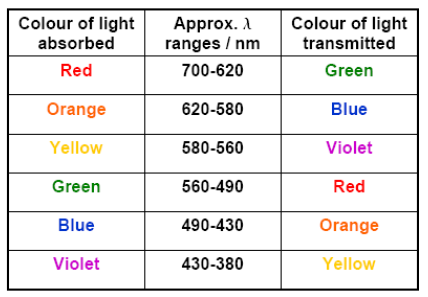 Colour of light absorbed Approx. λ ranges / nm Colour of light transmitted
Red 700-620 Green
Orange 620-580 Blue
Yellow 580-560 Violet
Green 560-490 Red
Blue 490-430 Orange
Violet 430-380 Yellow